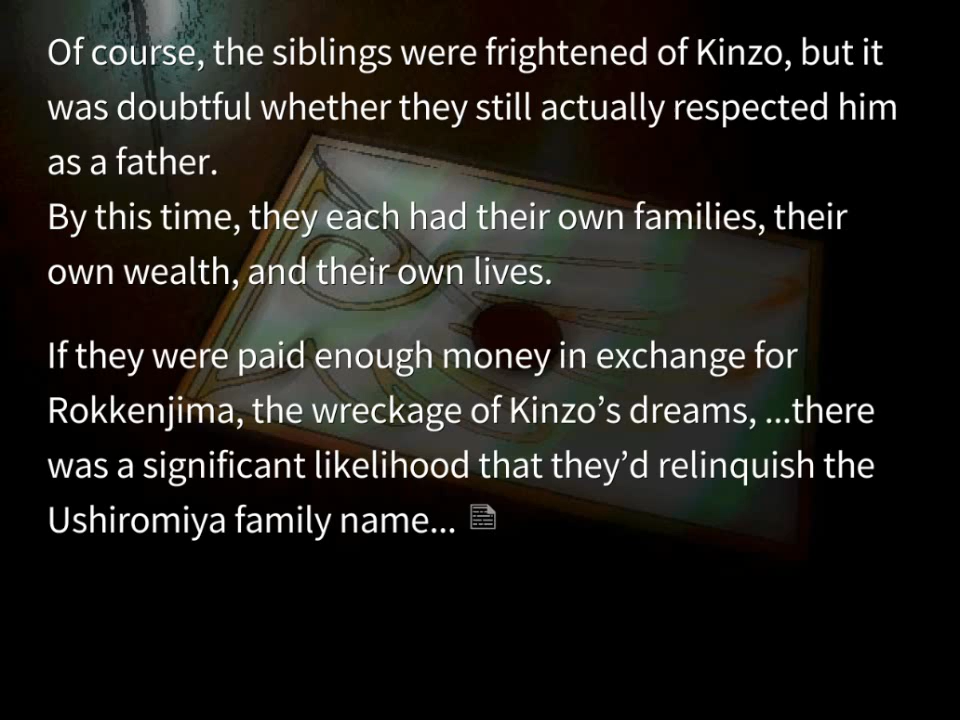 Of course, the siblings were frightened of Kinzo, but it
was doubtful whether they still actually respected him
as a father.
By this time, they each had their own families, their
own wealth, and their own lives.
If they were paid enough money in exchange for
Rokkenjima, the wreckage of Kinzo’s dreams, ...there
was a significant likelihood that they’d relinquish the
Ushiromiya family name...